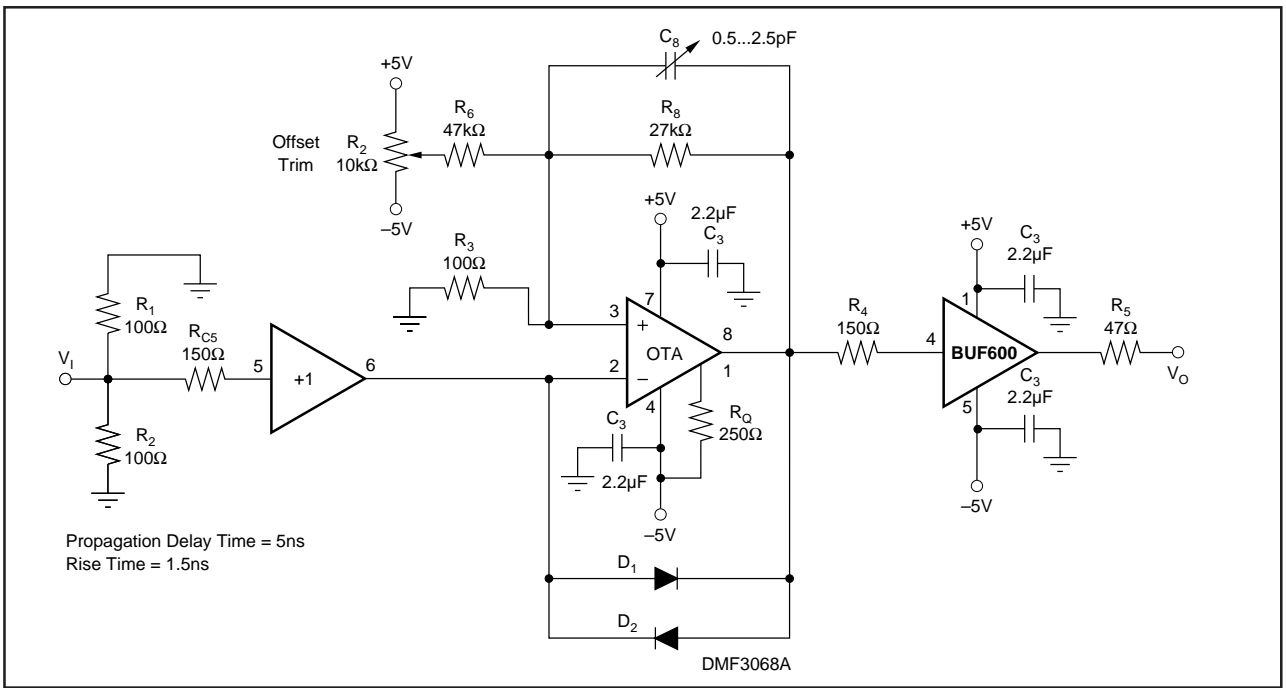 C8
0.5...2.5pF
+5V
R6
47kΩ
R8
27kΩ
Offset
Trim
R2
10kΩ
–5V
+5V
2.2µF
C3
+5V
C3
2.2µF
R3
100Ω
R1
100Ω
RC5
150Ω
VI
5
+1
6
3
+
7
OTA
8
2
–
4
1
RQ
250Ω
C3
2.2µF
–5V
R4
150Ω
4
1
BUF600
5
R5
47Ω
VO
C3
2.2µF
–5V
R2
100Ω
Propagation Delay Time = 5ns
Rise Time = 1.5ns
D1
D2
DMF3068A